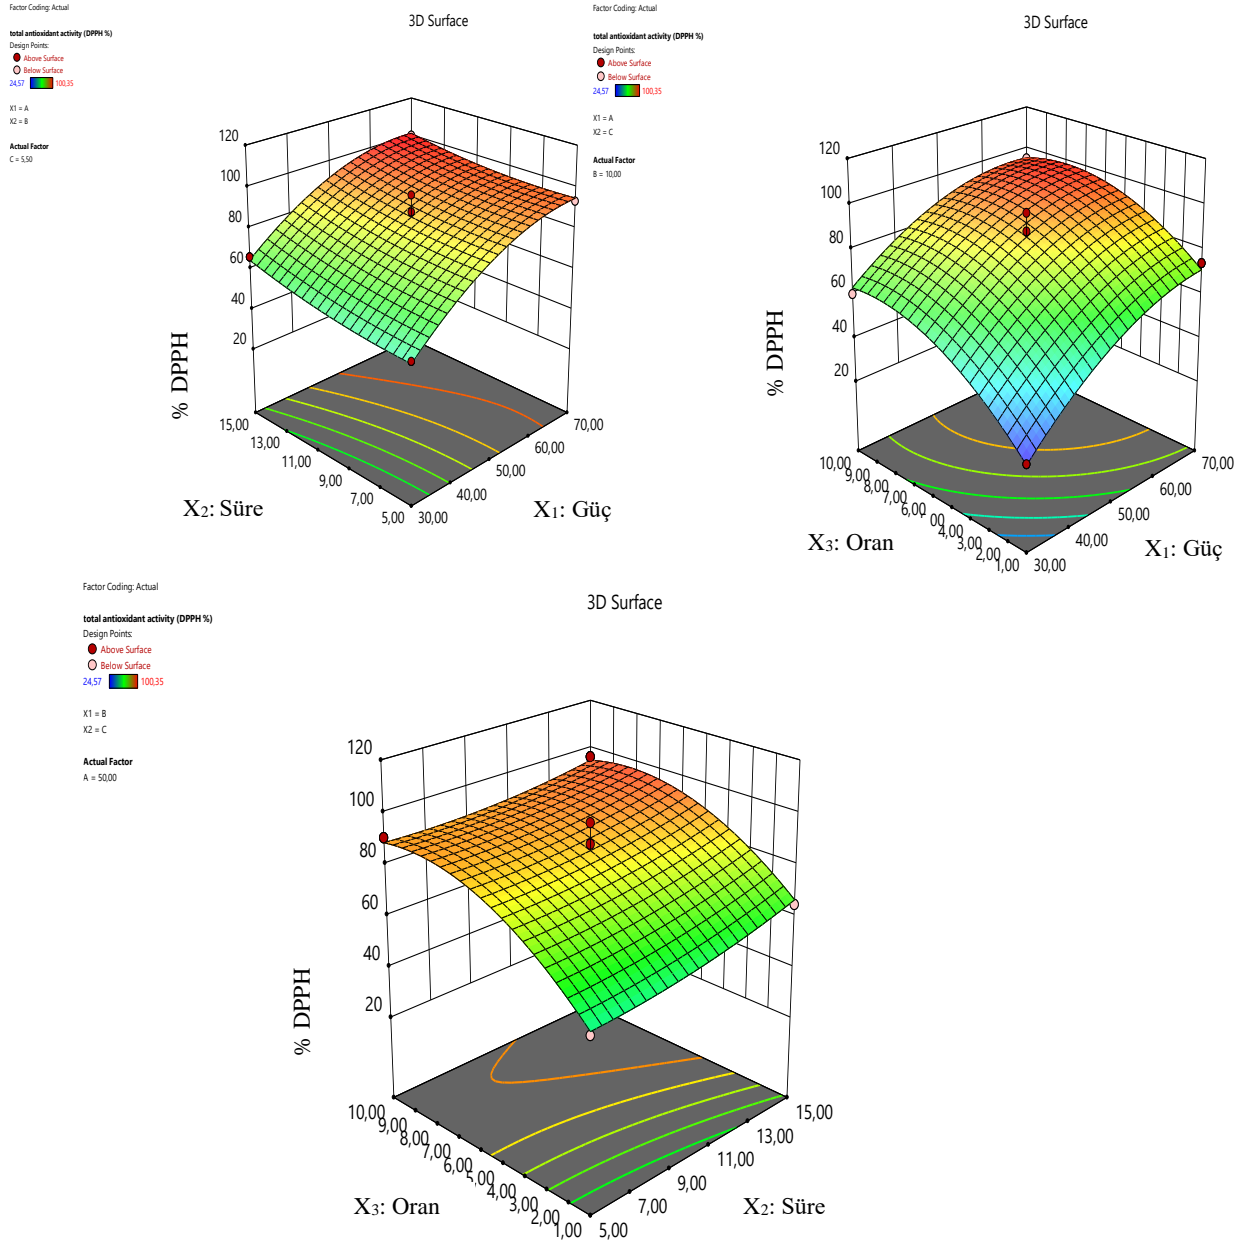 Factor Coding: Actual
total antioxidant activity (DPPH %)
Design Points:
Above Surface
Below Surface
24,57 100,35
X1 = A
X2 = B
Actual Factor
C = 5,50
3D Surface
120
100
80
60
40
20
% DPPH
15,00
13,00
11,00
9,00
7,00
5,00
30,00
40,00
50,00
60,00
70,00
X2: Süre
X1: Güç
Factor Coding: Actual
total antioxidant activity (DPPH %)
Design Points:
Above Surface
Below Surface
24,57 100,35
X1 = A
X2 = C
Actual Factor
B = 10,00
3D Surface
120
100
80
60
40
20
% DPPH
10,00
9,00
8,00
7,00
6,00
00
4,00
3,00
2,00
1,00
30,00
40,00
50,00
60,00
70,00
X3: Oran
X1: Güç
Factor Coding: Actual
total antioxidant activity (DPPH %)
Design Points:
Above Surface
Below Surface
24,57 100,35
X1 = B
X2 = C
Actual Factor
A = 50,00
3D Surface
120
100
80
60
40
20
% DPPH
10,00
9,00
8,00
7,00
6,00
5,00
4,00
3,00
2,00
1,00
5,00
7,00
9,00
11,00
13,00
15,00
X3: Oran
X2: Süre